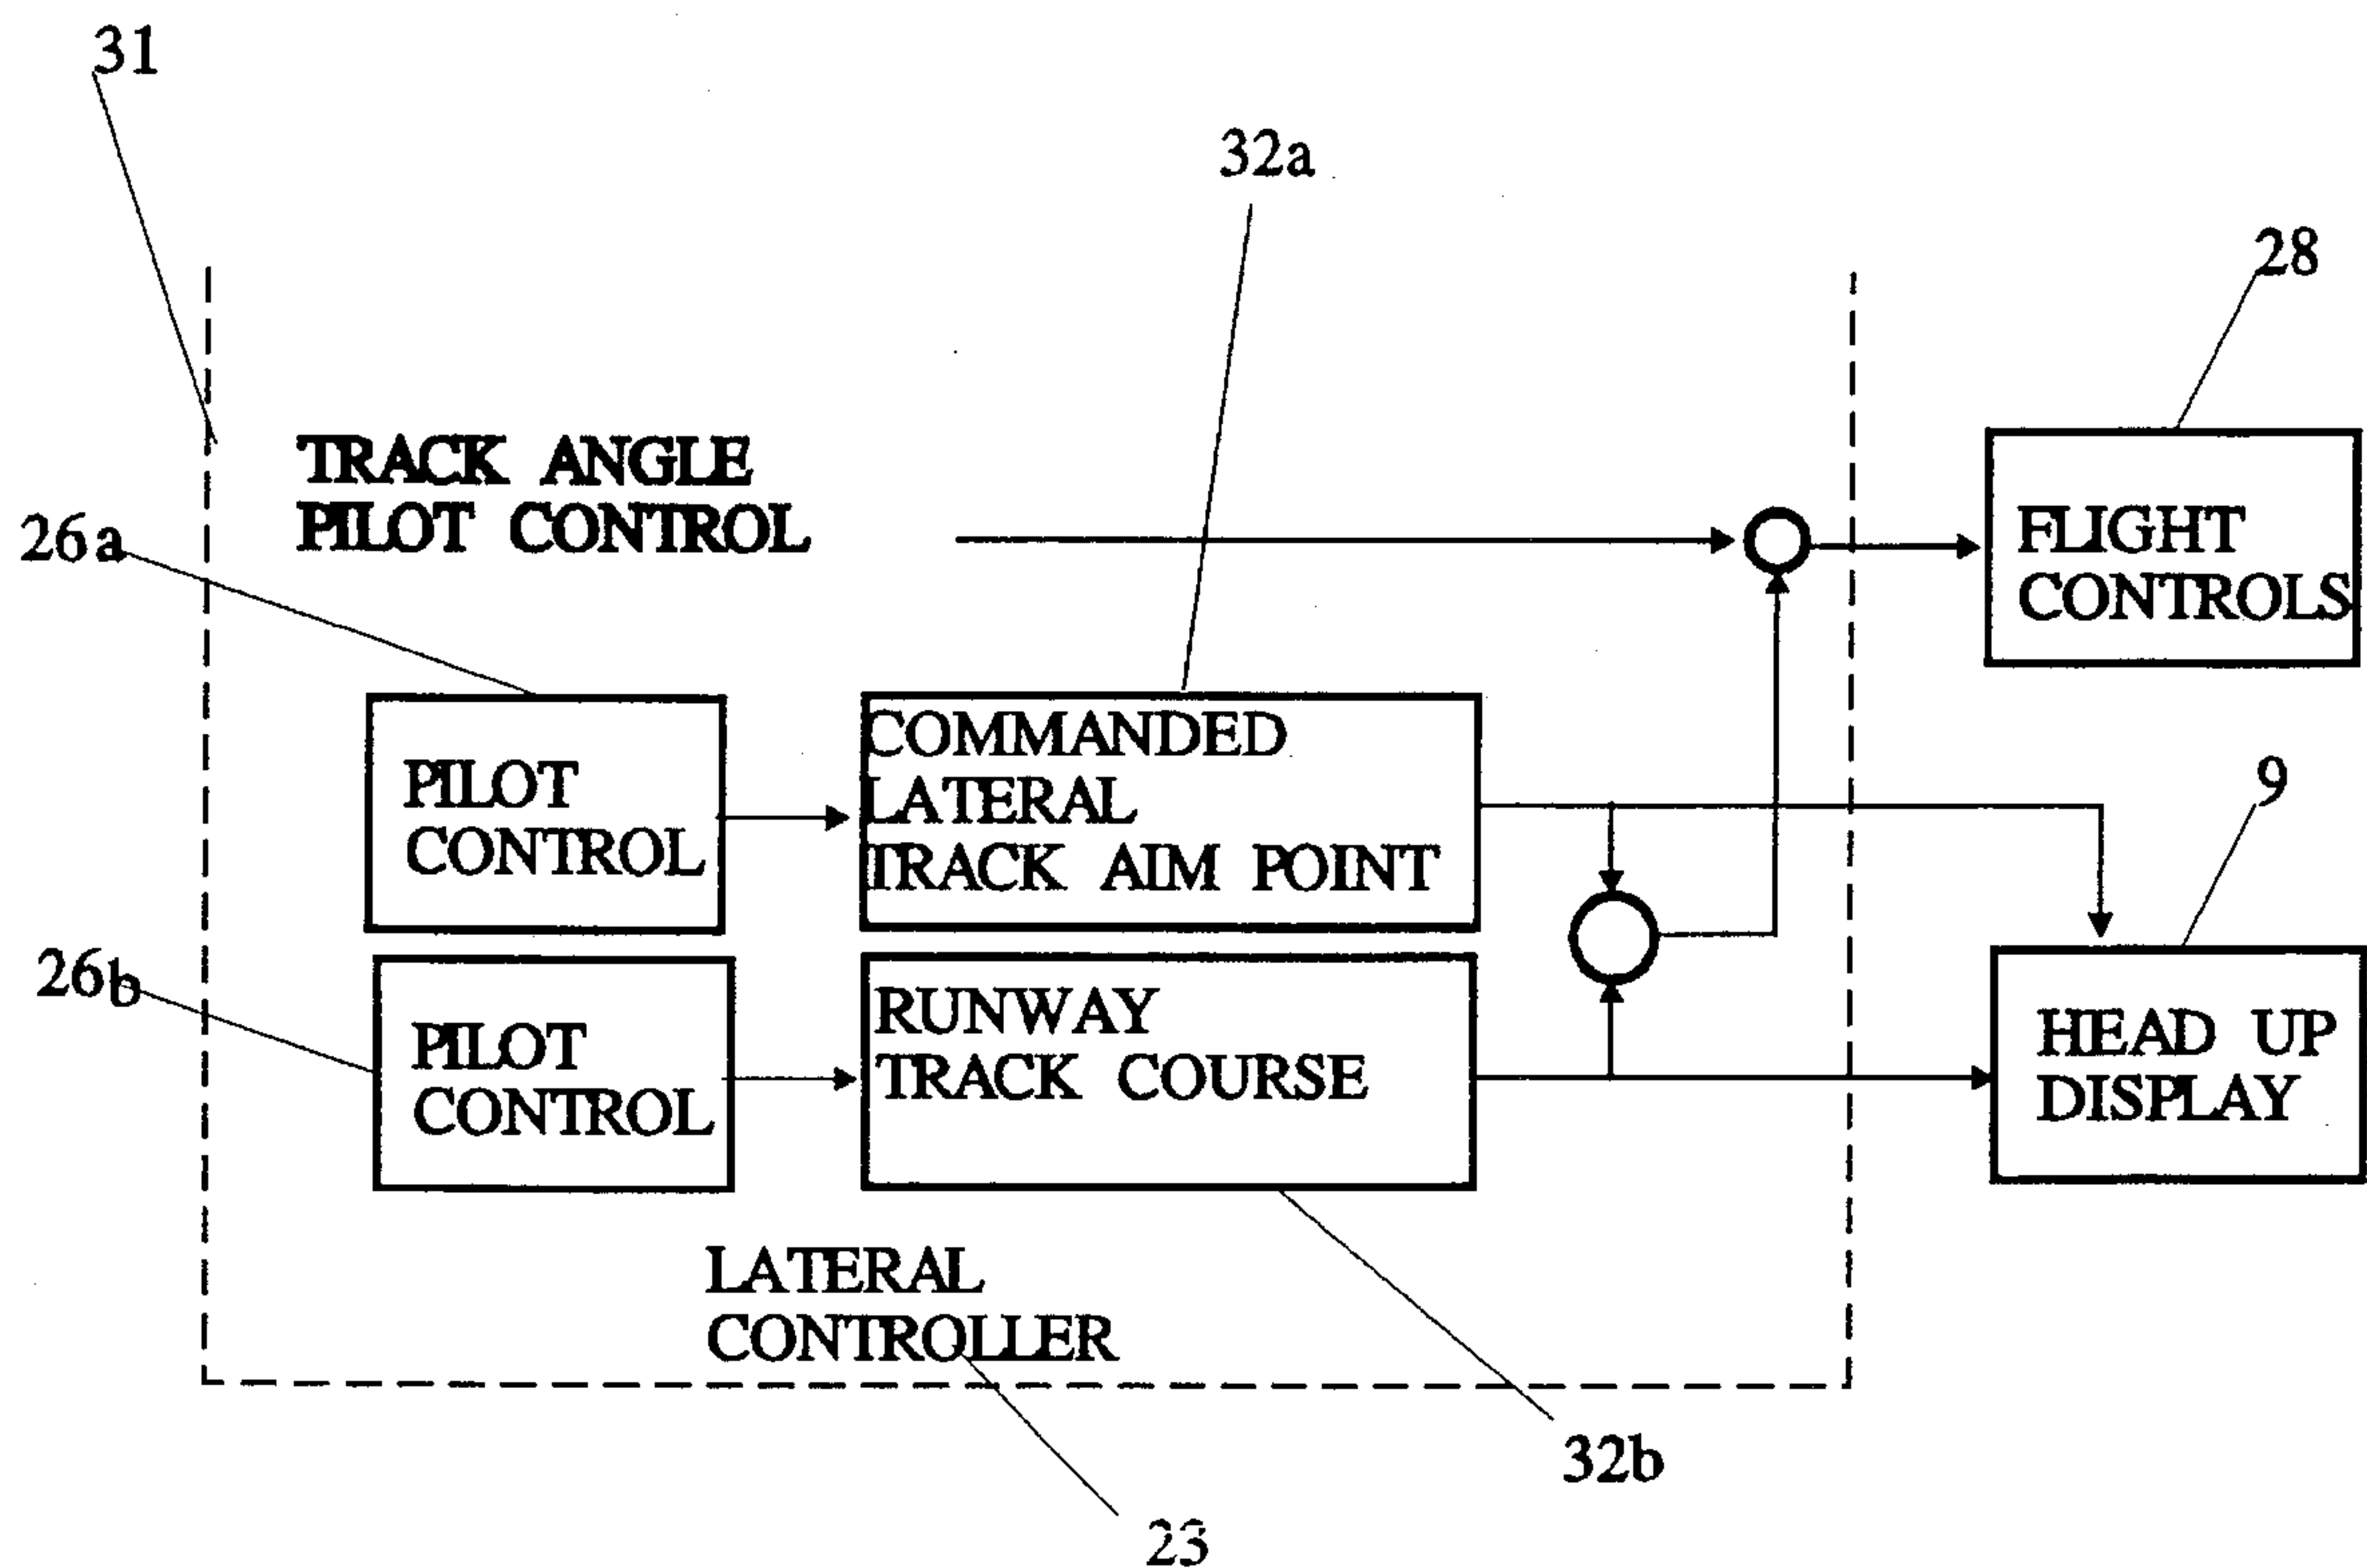 31
32a
28
TRACK ANGLE
PILOT CONTROL
26a
FLIGHT
CONTROLS
PILOT
CONTROL
COMMANDED
LATERAL
TRACK AIM POINT
9
26b
PILOT
CONTROL
RUNWAY
TRACK COURSE
HEAD UP
DISPLAY
LATERAL
CONTROLLER
32b
23